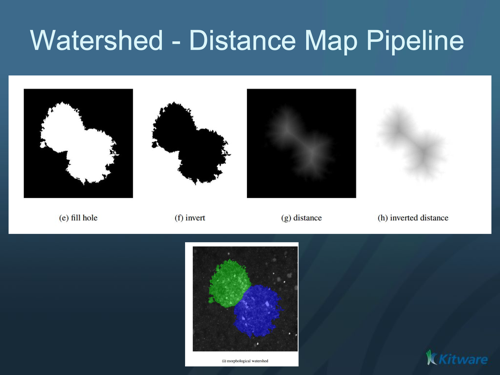 Watershed - Distance Map Pipeline
(e) fill hole
(f) invert
(g) distance
(h) inverted distance
(i) morphological watershed
Kitware